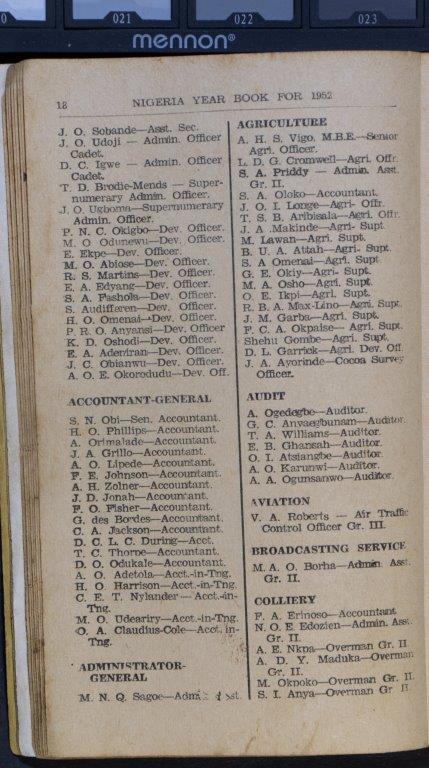 021
022
023
mennon®
18
NIGERIA YEAR BOOK FOR 1952
J. O. Sobande—Asst. Sec.
J. O. Udoji — Admin. Officer
Cadet.
D. C. Igwe — Admin. Officer
Cadet.
T. D. Brodie-Mends — Super-
numerary Admin. Officer.
J. O. Ugboma—Supernumerary
Admin. Officer.
P. N. C. Okigbo—Dev. Officer.
M. O Odunewu—Dev. Officer.
E. Ekpe—Dev. Officer.
M. O. Abiose—Dev. Officer.
R. S. Martins—Dev. Officer.
E. A. Edyang—Dev. Officer.
S. A. Fashola—Dev. Officer.
S. Audifferen—Dev. Officer.
H. O. Omenai—Dev. Officer.
P. R. O. Anyansi—Dev. Officer
K. D. Oshodi—Dev. Officer.
E. A. Adeniran—Dev. Officer.
J. C. Obianwu—Dev. Officer.
A. O. E. Okorodudu—Dev. Off.
ACCOUNTANT-GENERAL
S. N. Obi—Sen. Accountant.
H. O. Phillips—Accountant.
A. Orimalade—Accountant.
J. A. Grillo—Accountant.
A. O. Lipede—Accountant.
F. E. Johnson—Accountant.
A. H. Zolner—Accountant.
J. D. Jonah—Accountant.
F. O. Fisher—Accountant.
G. des Bordes—Accountant.
C. A. Jackson—Accountant.
D. C. L. C. During—Acct.
T. C. Thorpe—Accountant.
D. O. Odukale—Accountant.
A. O. Adetola—Acct.-in-Tng.
H. O. Harrison—Acct.-in-Tng.
C. E. T. Nylander — Acct.-in-
Tng.
M. O. Udeariry—Acct.-in-Tng.
O. A. Claudius-Cole—Acct. in-
Tng.
ADMINISTRATOR-
GENERAL
M. N. Q. Sagoe—Admin.
AGRICULTURE
A. H. S. Vigo, M.B.E.—Senior
Agri. Officer.
L. D. G. Cromwell—Agri. Offr.
S. A. Priddy — Admin. Asst.
Gr. II.
S. A. Oloko—Accountant.
J. O. I. Longe—Agri- Offr.
T. S. B. Aribisala—Agri. Offr.
J. A .Makinde—Agri- Supt.
M. Lawan—Agri. Supt.
B. U. A. Attah—Agri- Supt.
S. A Omenai—Agri. Supt
G. E. Okiy—Agri- Supt.
M. A. Osho—Agri. Supt.
O. E. Ikpi—Agri. Supt.
R. B. A. Max-Lino—Agri. Supt.
J. M. Garba—Agri. Supt.
F. C. A. Okpaise— Agri. Supt.
Shehu Gombe—Agri. Supt.
D. L. Garrick—Agri. Dev. Off.
J. A. Ayorinde—Cocoa Survey
Officer.
AUDIT
A. Ogedegbe—Auditor.
G. C. Anyaegbunam—Auditor.
T. A. Williams—Auditor.
E. B. Ghansah—Auditor.
O. I. Atsiangbe—Auditor.
A. O. Karunwi—Auditor.
A. A. Ogunsanwo—Auditor.
AVIATION
V. A. Roberts — Air Traffic
Control Officer Gr. III.
BROADCASTING SERVICE
M. A. O. Borha—Admin. Asst.
Gr. II.
COLLIERY
F. A. Erinoso—Accountant
N. O. E Edozien—Admin. Asst.
Gr. II.
A. E. Nkpa—Overman Gr. II.
A. D. Y. Maduka—Overman
Gr. II.
M. Okpoko—Overman Gr. II.
S. I. Anya—Overman Gr II.